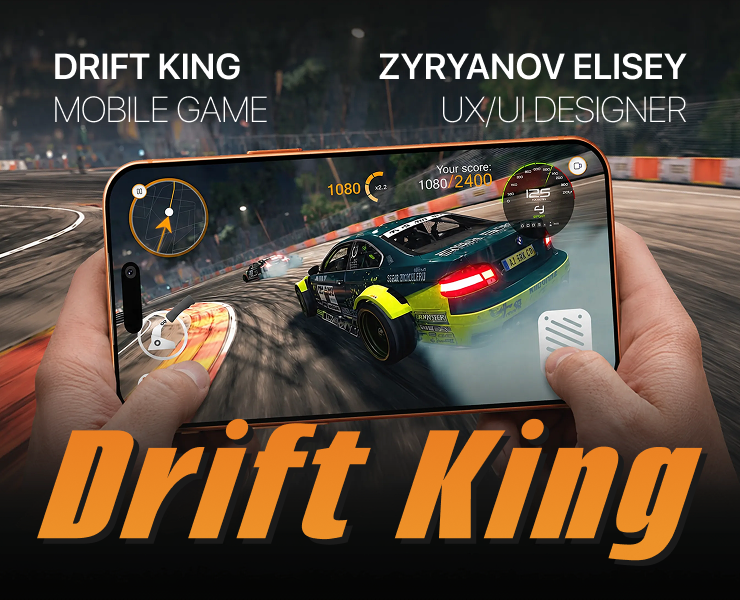 DRIFT KING
MOBILE GAME
ZYRYANOV ELISEY
UX/UI DESIGNER
1080
x2.2
Your score:
1080/2400
125
4
Drift King